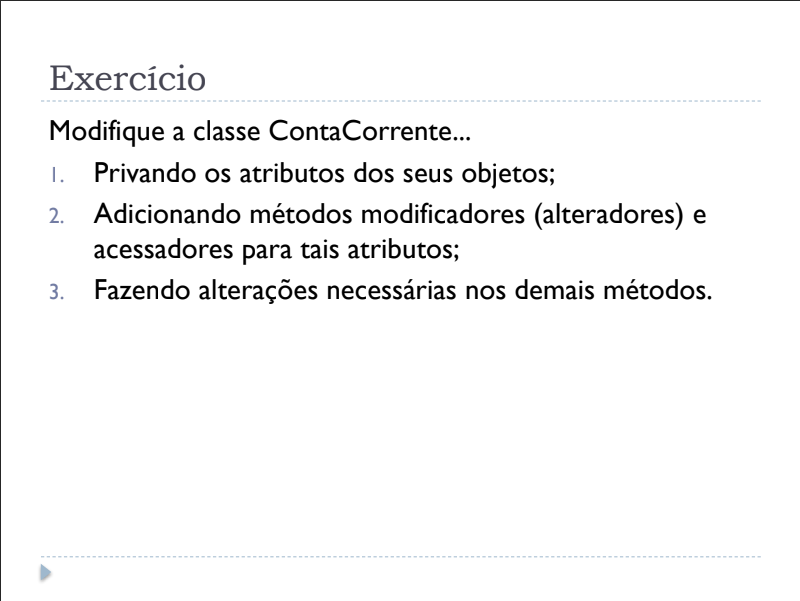 Exercício
Modifique a classe ContaCorrente...
1. Privando os atributos dos seus objetos;
2. Adicionando métodos modificadores (alteradores) e
acessadores para tais atributos;
3. Fazendo alterações necessárias nos demais métodos.